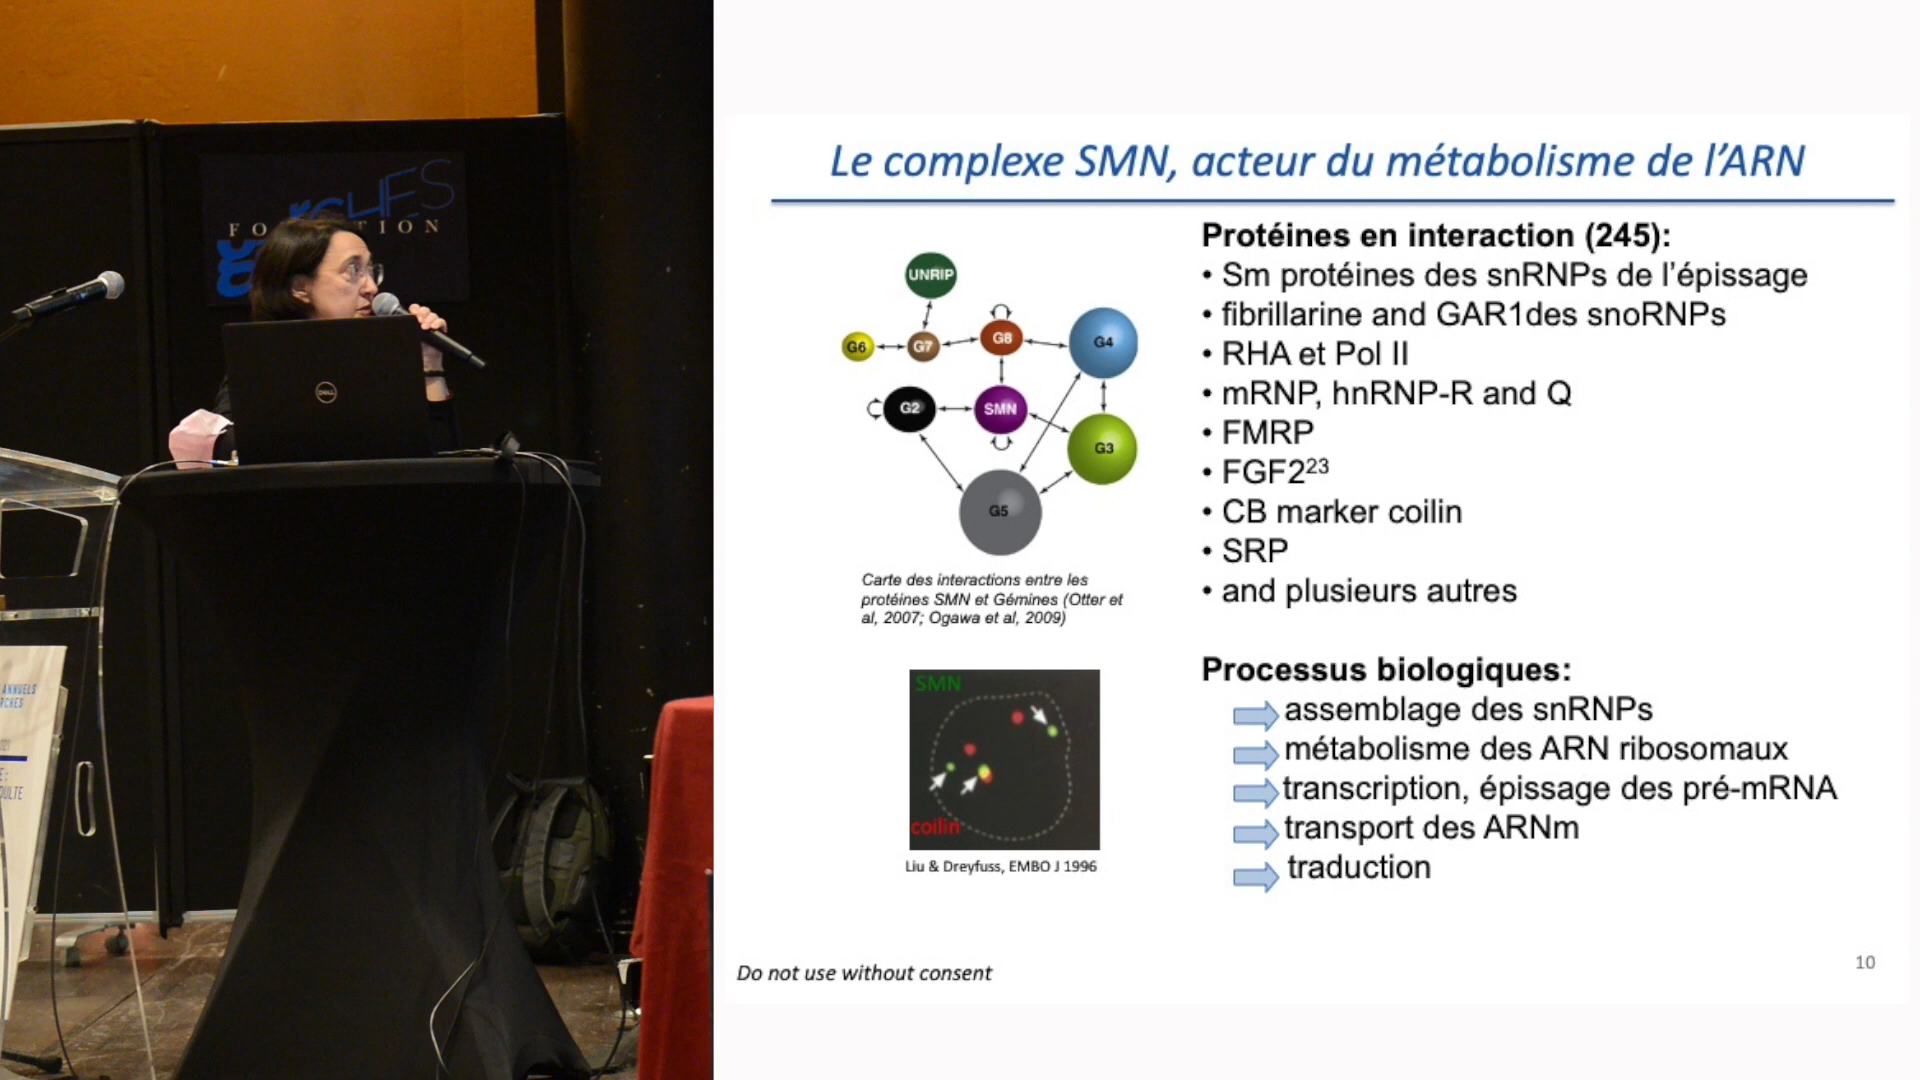 FO TION
DELL
ANNUELS
Le complexe SMN, acteur du métabolisme de l'ARN
UNRIP
G6
G7
G8
G4
G2
SMN
G3
G5
Carte des interactions entre les
protéines SMN et Gémines (Otter et
al, 2007; Ogawa et al, 2009)
SMN
coilin
Liu & Dreyfuss, EMBO J 1996
Protéines en interaction (245):
• Sm protéines des snRNPs de l'épissage
• fibrillarine and GAR1des snoRNPs
• RHA et Pol II
• mRNP, hnRNP-R and Q
• FMRP
• FGF2²³
• CB marker coilin
• SRP
• and plusieurs autres
Processus biologiques:
assemblage des snRNPs
métabolisme des ARN ribosomaux
transcription, épissage des pré-mRNA
transport des ARNm
traduction
Do not use without consent
10